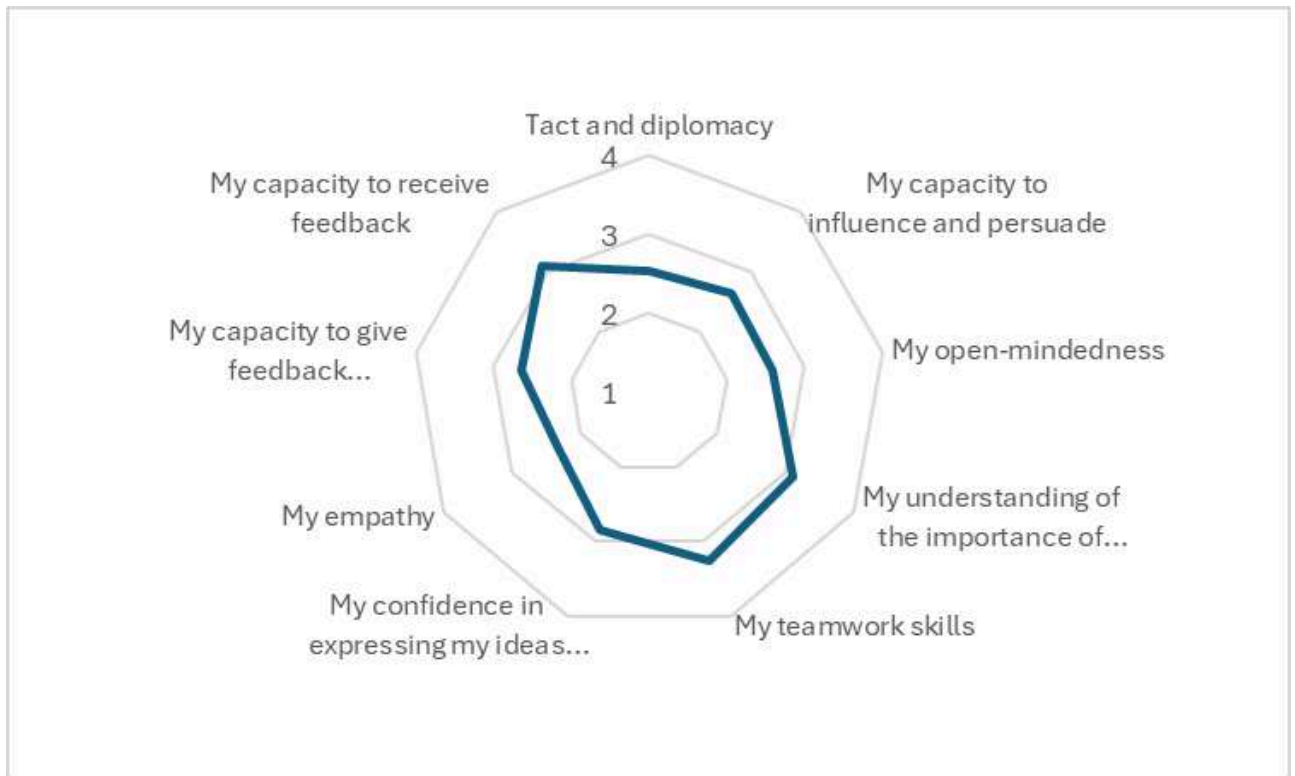 Tact and diplomacy
4
My capacity to receive
feedback
My capacity to
influence and persuade
3
2
My capacity to give
feedback...
My open-mindedness
1
My empathy
My understanding of
the importance of...
My confidence in
expressing my ideas...
My teamwork skills